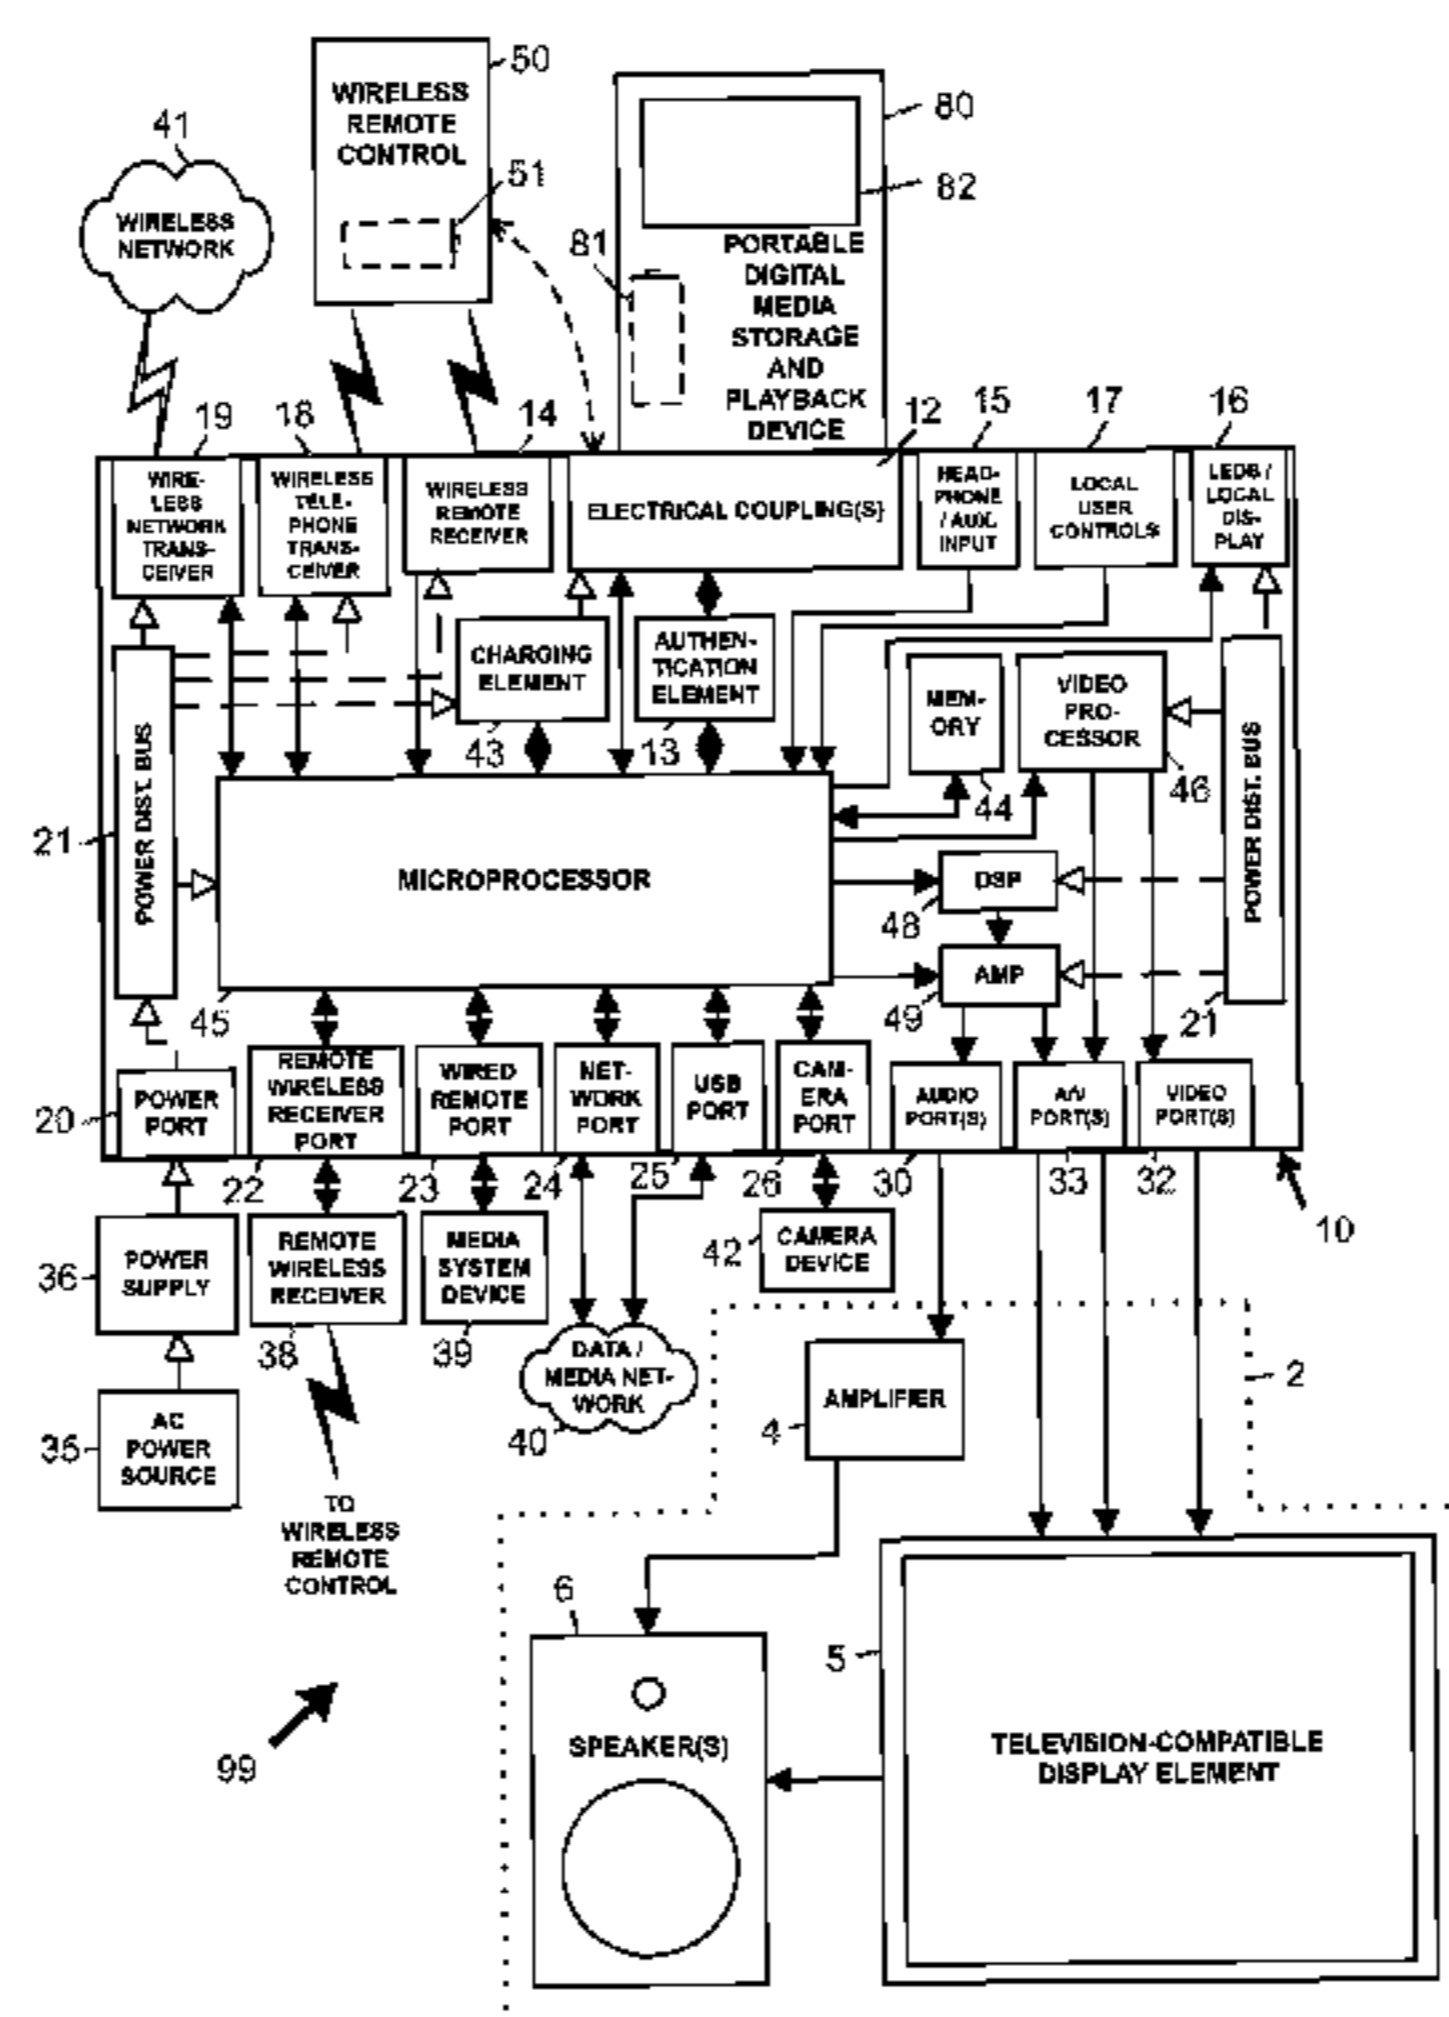 50
WIRELESS
REMOTE
CONTROL
51
41
WIRELESS
NETWORK
80
82
81
PORTABLE
DIGITAL
MEDIA
STORAGE
AND
PLAYBACK
DEVICE
19
18
14
12
15
17
16
WIRE-
LESS
NETWORK
TRANS-
CEIVER
WIRELESS
TELE-
PHONE
TRANS-
CEIVER
WIRELESS
REMOTE
RECEIVER
ELECTRICAL COUPLING(S)
HEAD-
PHONE
/ AUX.
INPUT
LOCAL
USER
CONTROLS
LEDS /
LOCAL
DIS-
PLAY
CHARGING
ELEMENT
43
AUTHEN-
TICATION
ELEMENT
13
MEM-
ORY
44
VIDEO
PRO-
CESSOR
46
21
POWER DIST. BUS
MICROPROCESSOR
45
DSP
48
AMP
49
POWER DIST. BUS
21
20
POWER
PORT
REMOTE
WIRELESS
RECEIVER
PORT
22
WIRED
REMOTE
PORT
23
NET-
WORK
PORT
24
USB
PORT
25
CAM-
ERA
PORT
26
AUDIO
PORT(S)
30
A/V
PORT(S)
33
VIDEO
PORT(S)
32
10
36
POWER
SUPPLY
REMOTE
WIRELESS
RECEIVER
38
MEDIA
SYSTEM
DEVICE
39
42
CAMERA
DEVICE
DATA /
MEDIA NET-
WORK
40
35
AC
POWER
SOURCE
AMPLIFIER
4
2
TO
WIRELESS
REMOTE
CONTROL
99
6
SPEAKER(S)
5
TELEVISION-COMPATIBLE
DISPLAY ELEMENT